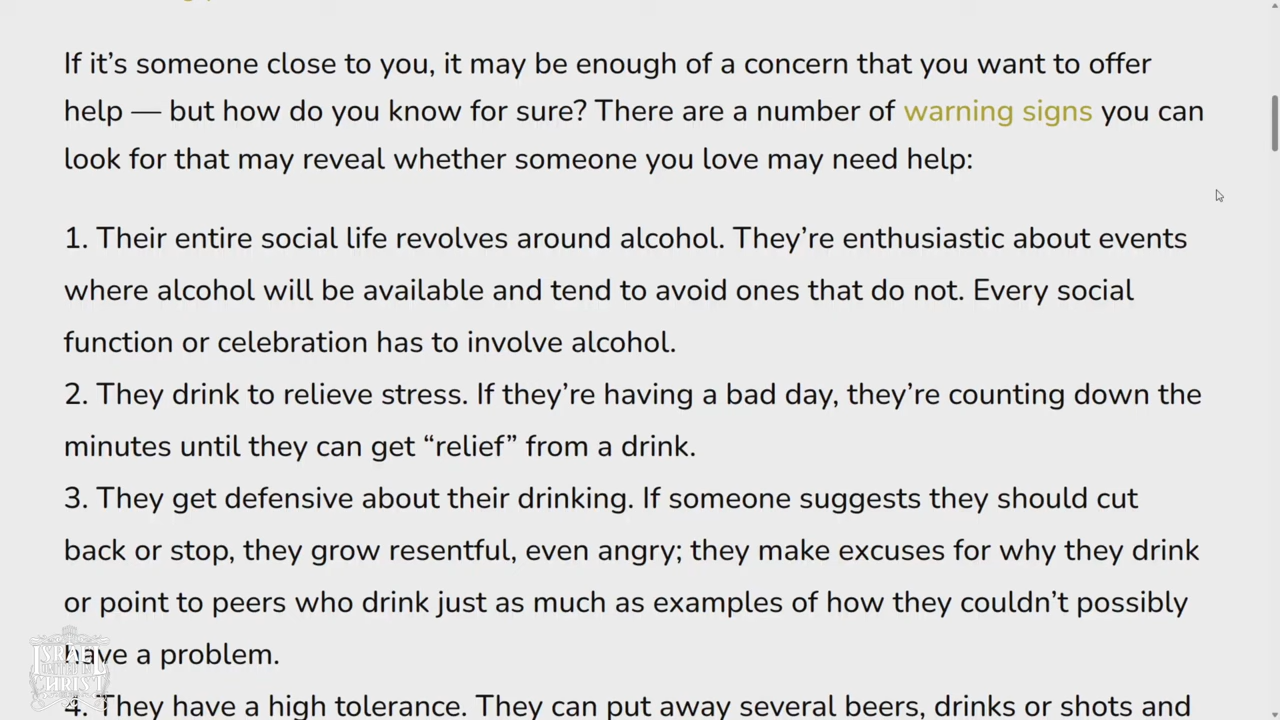 If it’s someone close to you, it may be enough of a concern that you want to offer
help — but how do you know for sure? There are a number of warning signs you can
look for that may reveal whether someone you love may need help:
1. Their entire social life revolves around alcohol. They’re enthusiastic about events
where alcohol will be available and tend to avoid ones that do not. Every social
function or celebration has to involve alcohol.
2. They drink to relieve stress. If they’re having a bad day, they’re counting down the
minutes until they can get “relief” from a drink.
3. They get defensive about their drinking. If someone suggests they should cut
back or stop, they grow resentful, even angry; they make excuses for why they drink
or point to peers who drink just as much as examples of how they couldn’t possibly
have a problem.
4. They have a high tolerance. They can put away several beers, drinks or shots and
ISRAEL
UNITED IN
CHRIST